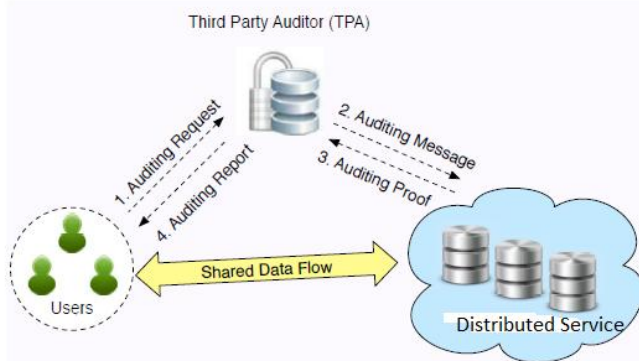 Third Party Auditor (TPA)
1. Auditing Request
4. Auditing Report
2. Auditing Message
3. Auditing Proof
Users
Shared Data Flow
Distributed Service